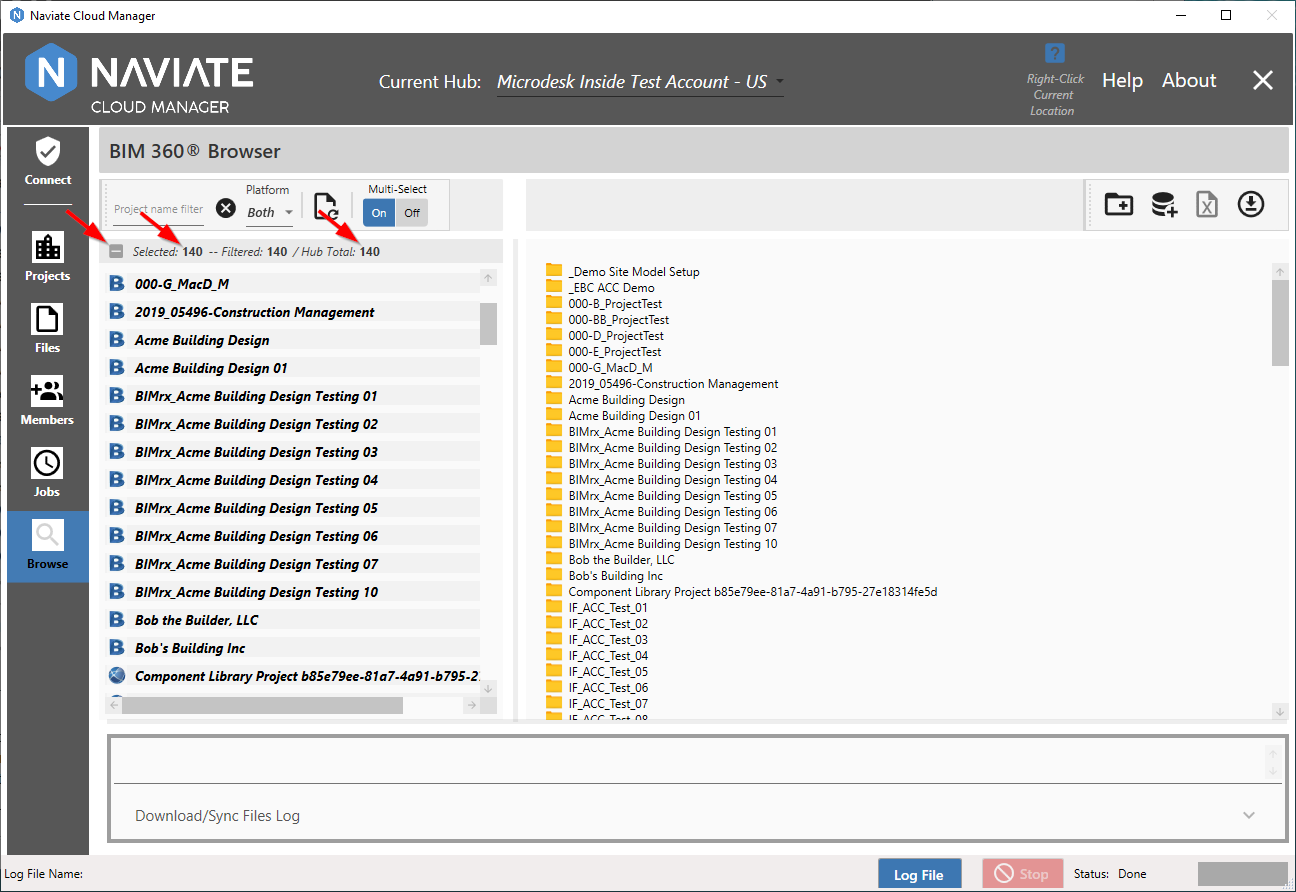 Naviate Cloud Manager
NAVIATE
CLOUD MANAGER
Current Hub: Microdesk Inside Test Account - US
?
Right-Click
Current
Location
Help
About
Connect
Projects
Files
Members
Jobs
Browse
BIM 360® Browser
Project name filter
Platform
Both
Multi-Select
On
Off
Selected: 140 -- Filtered: 140 / Hub Total: 140
B 000-G_MacD_M
B 2019_05496-Construction Management
B Acme Building Design
B Acme Building Design 01
B BIMrx_Acme Building Design Testing 01
B BIMrx_Acme Building Design Testing 02
B BIMrx_Acme Building Design Testing 03
B BIMrx_Acme Building Design Testing 04
B BIMrx_Acme Building Design Testing 05
B BIMrx_Acme Building Design Testing 06
B BIMrx_Acme Building Design Testing 07
B BIMrx_Acme Building Design Testing 10
B Bob the Builder, LLC
B Bob's Building Inc
Component Library Project b85e79ee-81a7-4a91-b795-2
_Demo Site Model Setup
_EBC ACC Demo
000-B_ProjectTest
000-BB_ProjectTest
000-D_ProjectTest
000-E_ProjectTest
000-G_MacD_M
2019_05496-Construction Management
Acme Building Design
Acme Building Design 01
BIMrx_Acme Building Design Testing 01
BIMrx_Acme Building Design Testing 02
BIMrx_Acme Building Design Testing 03
BIMrx_Acme Building Design Testing 04
BIMrx_Acme Building Design Testing 05
BIMrx_Acme Building Design Testing 06
BIMrx_Acme Building Design Testing 07
BIMrx_Acme Building Design Testing 10
Bob the Builder, LLC
Bob's Building Inc
Component Library Project b85e79ee-81a7-4a91-b795-27e18314fe5d
IF_ACC_Test_01
IF_ACC_Test_02
IF_ACC_Test_03
IF_ACC_Test_04
IF_ACC_Test_05
IF_ACC_Test_06
IF_ACC_Test_07
IF_ACC_Test_08
Download/Sync Files Log
Log File Name:
Log File
Stop
Status: Done